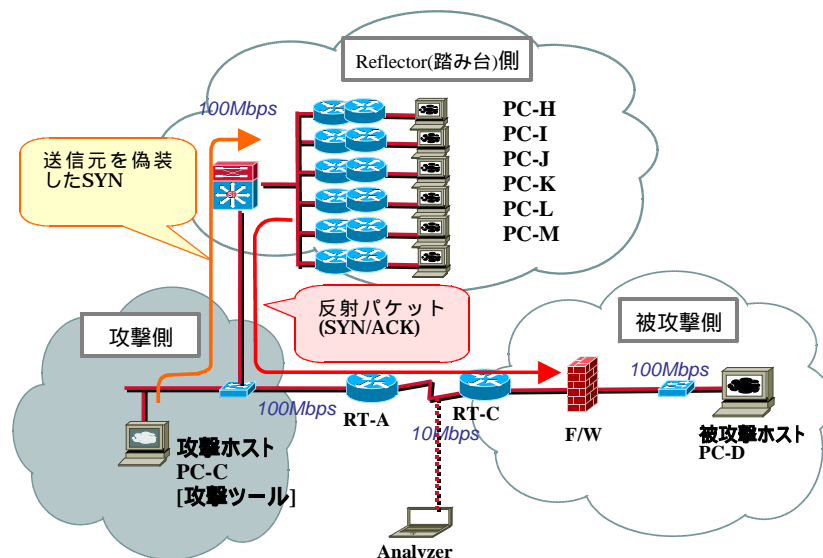 Reflector(踏み台)側
100Mbps
PC-H
PC-I
PC-J
PC-K
PC-L
PC-M
送信元を偽装
したSYN
反射パケット
(SYN/ACK)
攻撃側
被攻撃側
100Mbps
RT-A
10Mbps
RT-C
F/W
100Mbps
攻撃ホスト
PC-C
[攻撃ツール]
被攻撃ホスト
PC-D
Analyzer